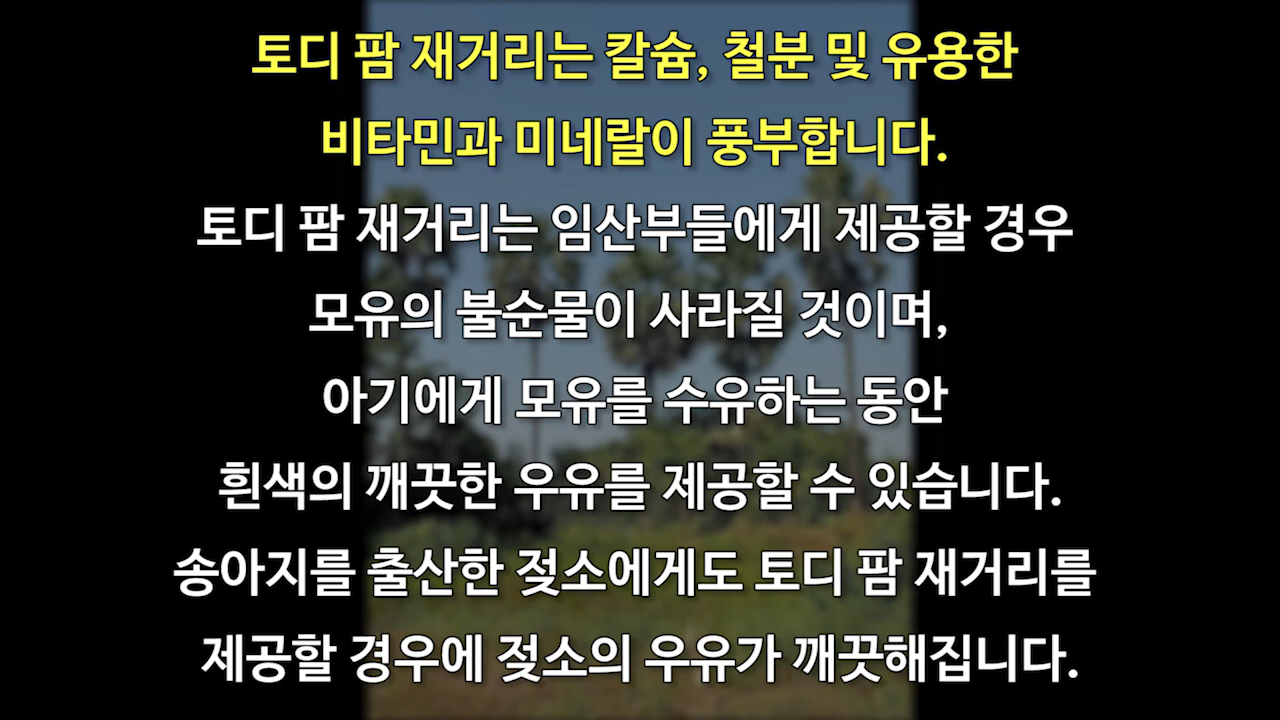 토디 팜 재거리는 칼슘, 철분 및 유용한
비타민과 미네랄이 풍부합니다.
토디 팜 재거리는 임산부들에게 제공할 경우
모유의 불순물이 사라질 것이며,
아기에게 모유를 수유하는 동안
흰색의 깨끗한 우유를 제공할 수 있습니다.
송아지를 출산한 젖소에게도 토디 팜 재거리를
제공할 경우에 젖소의 우유가 깨끗해집니다.